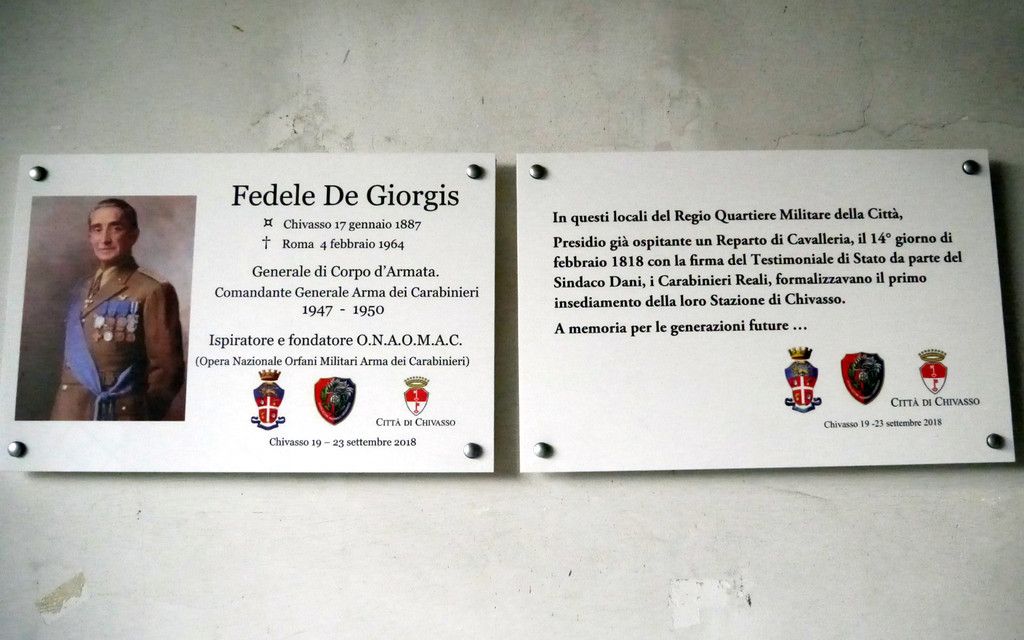 Fedele De Giorgis
¤ Chivasso 17 gennaio 1887
† Roma 4 febbraio 1964
Generale di Corpo d'Armata.
Comandante Generale Arma dei Carabinieri
1947 - 1950
Ispiratore e fondatore O.N.A.O.M.A.C.
(Opera Nazionale Orfani Militari Arma dei Carabinieri)
CITTÀ DI CHIVASSO
Chivasso 19 – 23 settembre 2018
In questi locali del Regio Quartiere Militare della Città,
Presidio già ospitante un Reparto di Cavalleria, il 14° giorno di
febbraio 1818 con la firma del Testimoniale di Stato da parte del
Sindaco Dani, i Carabinieri Reali, formalizzavano il primo
insediamento della loro Stazione di Chivasso.
A memoria per le generazioni future ...
CITTÀ DI CHIVASSO
Chivasso 19 -23 settembre 2018